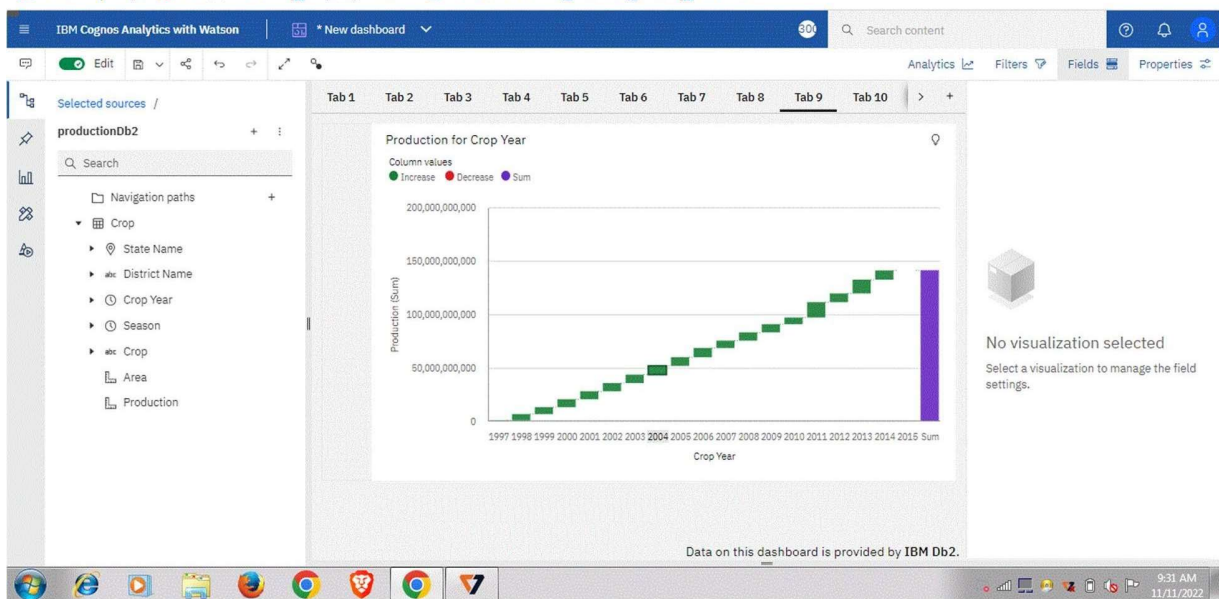 IBM Cognos Analytics with Watson
* New dashboard
30
Search content
Edit
Analytics
Filters
Fields
Properties
Selected sources /
productionDb2
Search
Navigation paths
Crop
State Name
abc District Name
Crop Year
Season
abc Crop
Area
Production
Tab 1 Tab 2 Tab 3 Tab 4 Tab 5 Tab 6 Tab 7 Tab 8 Tab 9 Tab 10
Production for Crop Year
Column values
Increase Decrease Sum
200,000,000,000
150,000,000,000
100,000,000,000
50,000,000,000
0
Production (Sum)
1997 1998 1999 2000 2001 2002 2003 2004 2005 2006 2007 2008 2009 2010 2011 2012 2013 2014 2015 Sum
Crop Year
No visualization selected
Select a visualization to manage the field
settings.
Data on this dashboard is provided by IBM Db2.
9:31 AM
11/11/2022